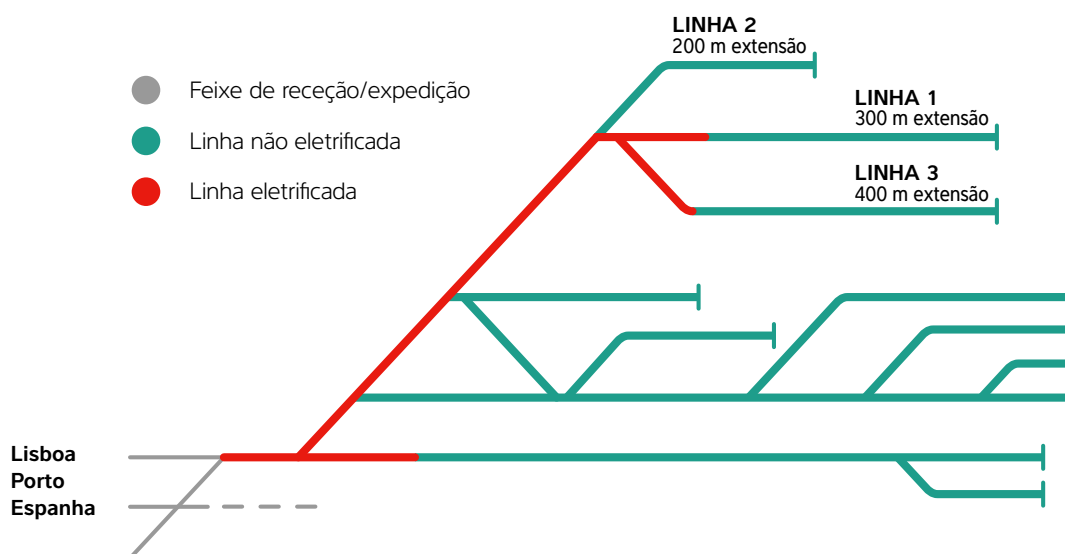 LINHA 2
200 m extensão
Feixe de receção/expedição
LINHA 1
300 m extensão
Linha não eletrificada
LINHA 3
400 m extensão
Linha eletrificada
Lisboa
Porto
Espanha